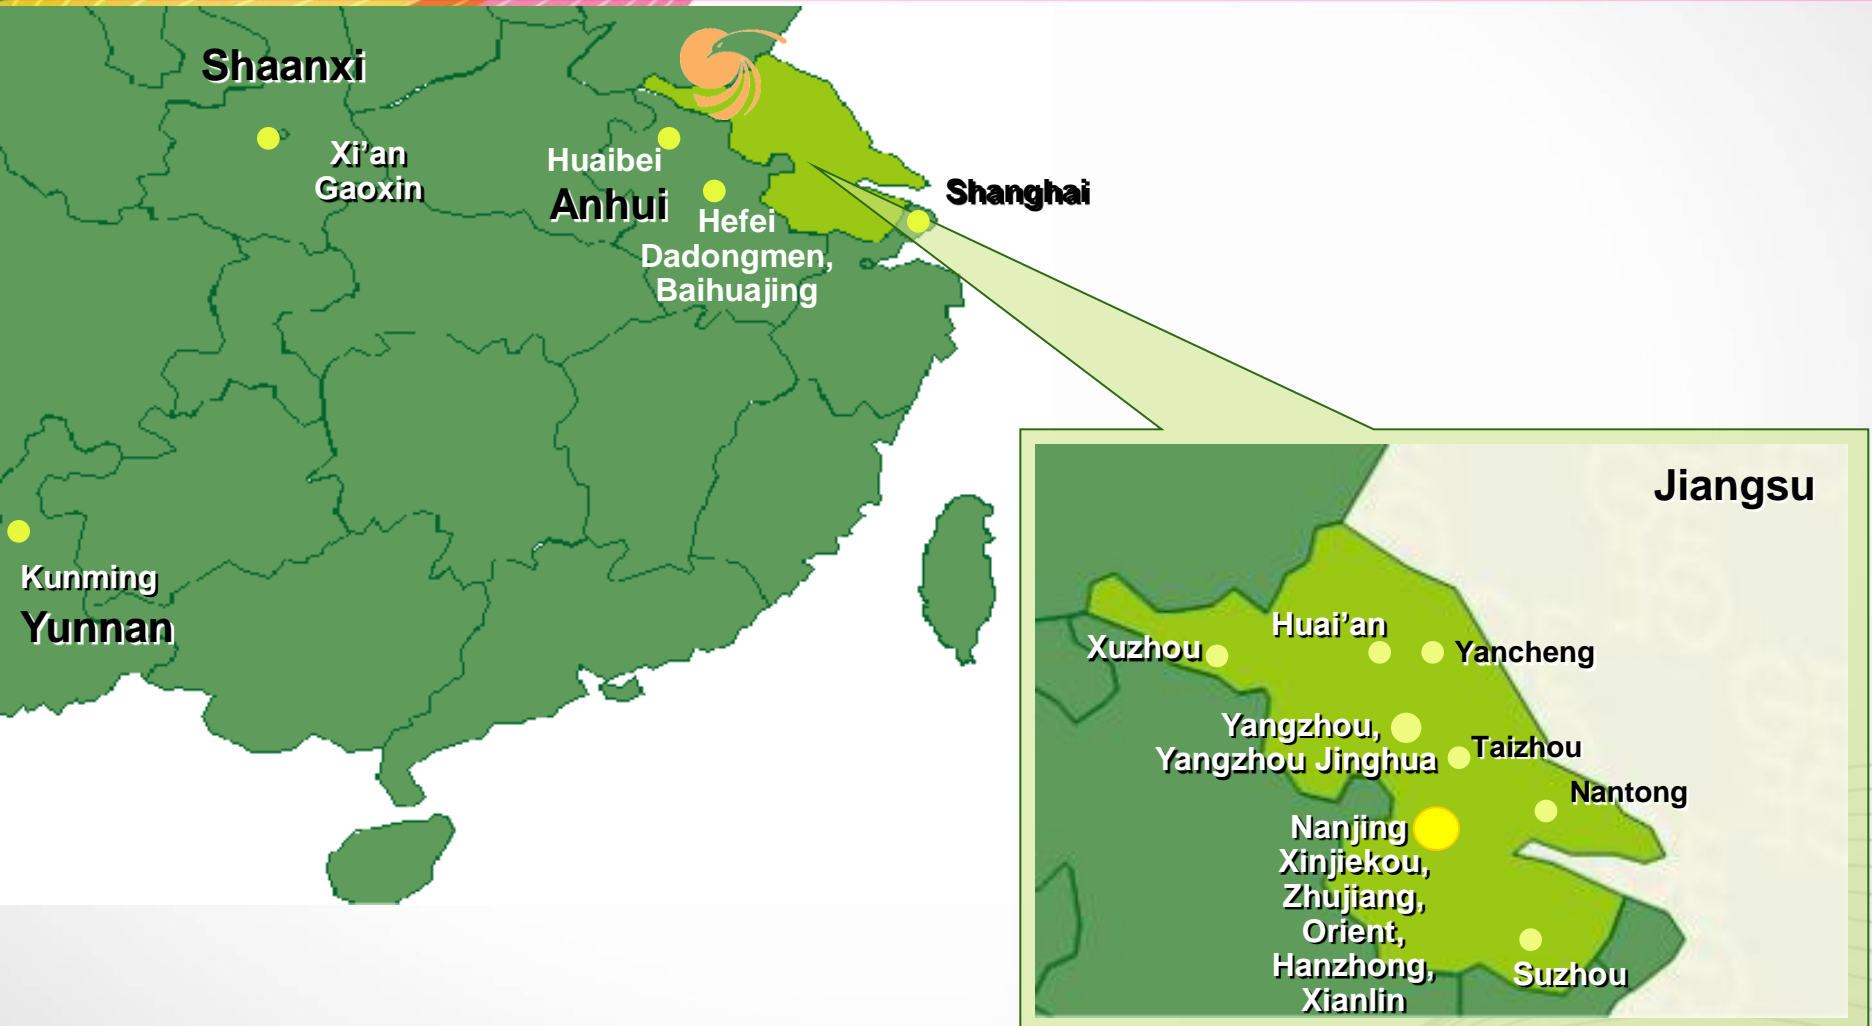 Shaanxi
Xi’an
Gaoxin
Huaibei
Anhui
Hefei
Dadongmen,
Baihuajing
Shanghai
Kunming
Yunnan
Jiangsu
Xuzhou
Huai’an
Yancheng
Yangzhou,
Yangzhou Jinghua
Taizhou
Nantong
Nanjing
Xinjiekou,
Zhujiang,
Orient,
Hanzhong,
Xianlin
Suzhou